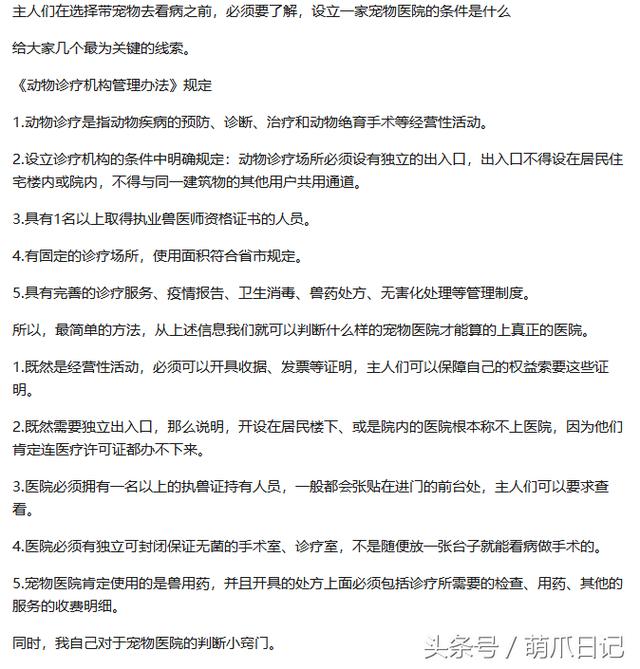 主人们在选择带宠物去看病之前，必须要了解，设立一家宠物医院的条件是什么
给大家几个最为关键的线索。
《动物诊疗机构管理办法》规定
1.动物诊疗是指动物疾病的预防、诊断、治疗和动物绝育手术等经营性活动。
2.设立诊疗机构的条件中明确规定：动物诊疗场所必须设有独立的出入口，出入口不得设在居民住
宅楼内或院内，不得与同一建筑物的其他用户共用通道。
3.具有1名以上取得执业兽医师资格证书的人员。
4.有固定的诊疗场所，使用面积符合省市规定。
5.具有完善的诊疗服务、疫情报告、卫生消毒、兽药处方、无害化处理等管理制度。
所以，最简单的方法，从上述信息我们就可以判断什么样的宠物医院才能算的上真正的医院。
1.既然是经营性活动，必须可以开具收据、发票等证明，主人们可以保障自己的权益索要这些证
明。
2.既然需要独立出入口，那么说明，开设在居民楼下、或是院内的医院根本称不上医院，因为他们
肯定连医疗许可证都办不下来。
3.医院必须拥有一名以上的执兽证持有人员，一般都会张贴在进门的前台处，主人们可以要求查
看。
4.医院必须有独立可封闭保证无菌的手术室、诊疗室，不是随便放一张台子就能看病做手术的。
5.宠物医院肯定使用的是兽用药，并且开具的处方上面必须包括诊疗所需要的检查、用药、其他的
服务的收费明细。
同时，我自己对于宠物医院的判断小窍门。
头条号 / 萌爪日记